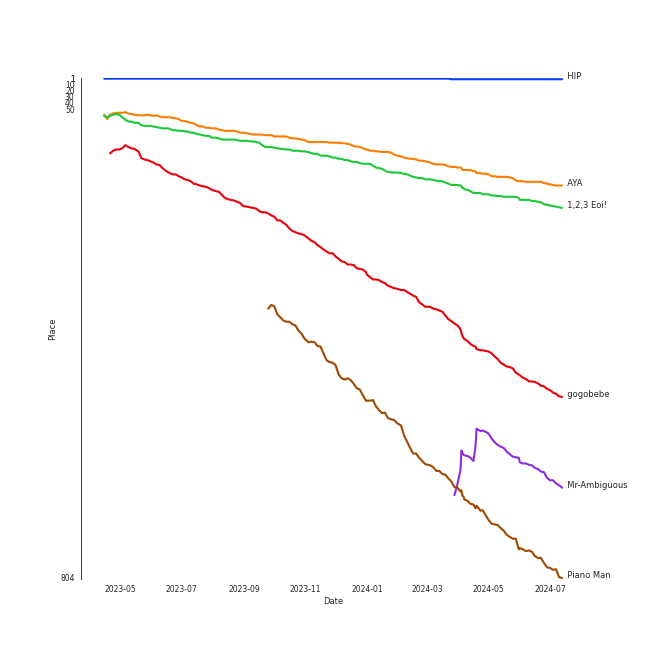 1
10
20
30
40
50
804
Place
HIP
AYA
1,2,3 Eoi!
gogobebe
Mr-Ambiguous
Piano Man
2023-05 2023-07 2023-09 2023-11 2024-01 2024-03 2024-05 2024-07
Date